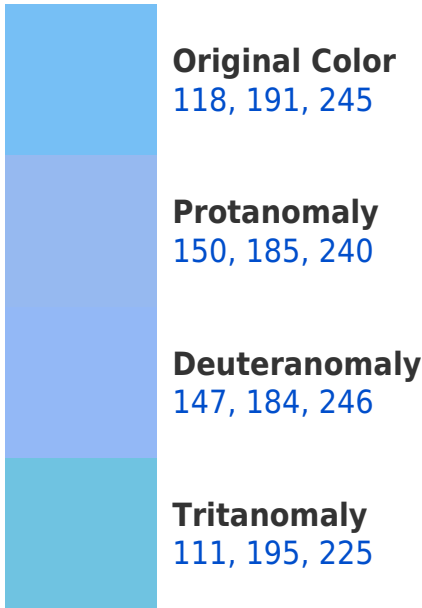 Original Color
118, 191, 245
Protanomaly
150, 185, 240
Deuteranomaly
147, 184, 246
Tritanomaly
111, 195, 225